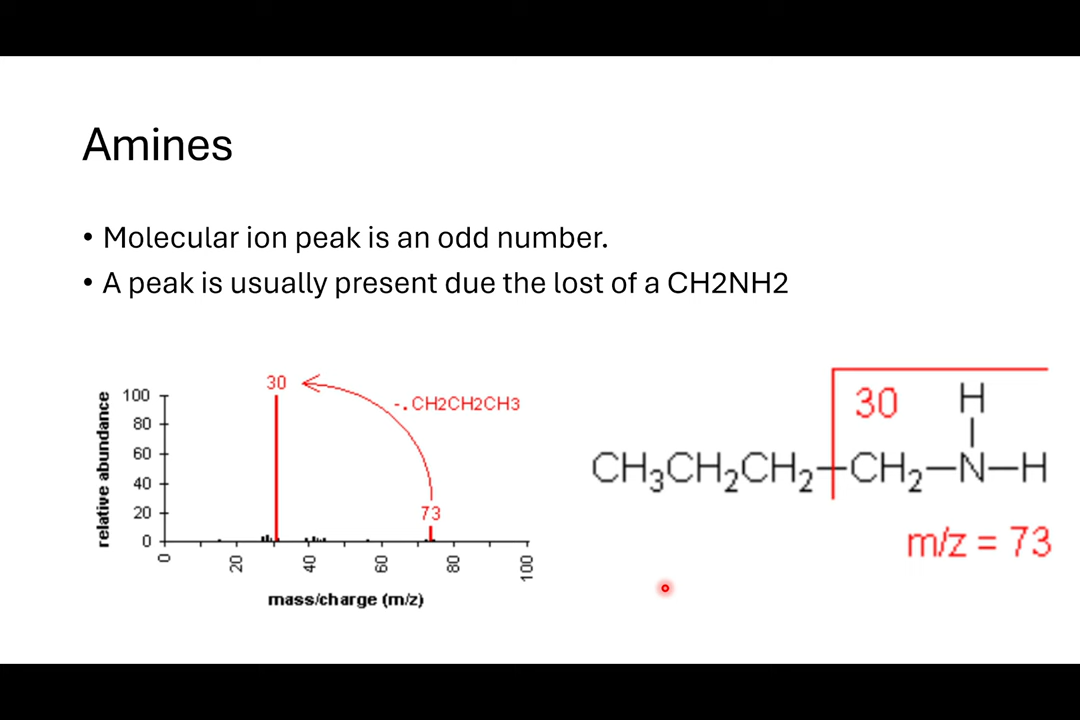 Amines
• Molecular ion peak is an odd number.
• A peak is usually present due the lost of a CH2NH2
30
-·CH2CH2CH3
73
relative abundance
100
80
60
40
20
0
0 20 40 60 80 100
mass/charge (m/z)
30 H
CH₃CH₂CH₂–CH₂–N–H
m/z = 73